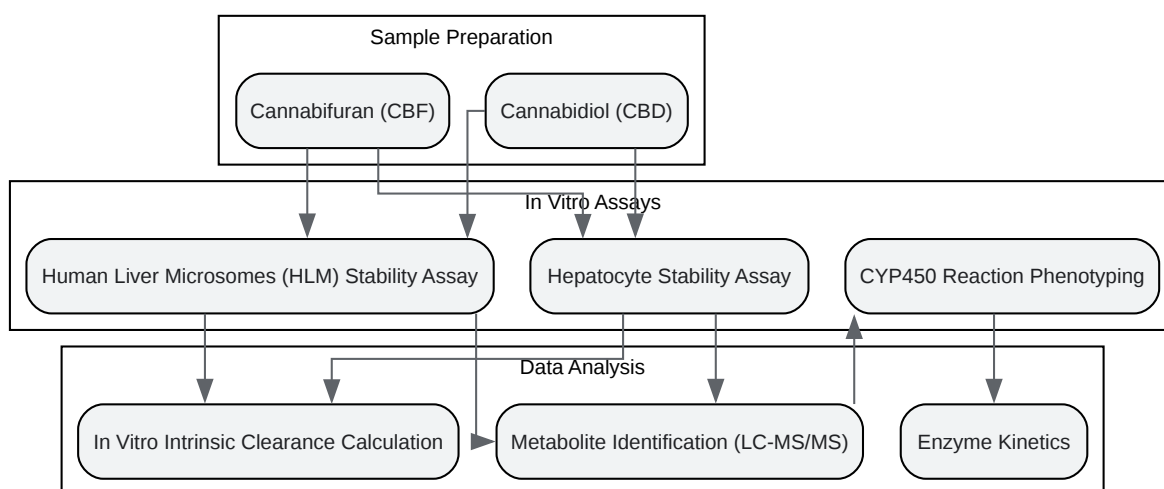 Sample Preparation
Cannabifuran (CBF)
Cannabidiol (CBD)
In Vitro Assays
Human Liver Microsomes (HLM) Stability Assay
Hepatocyte Stability Assay
CYP450 Reaction Phenotyping
Data Analysis
In Vitro Intrinsic Clearance Calculation
Metabolite Identification (LC-MS/MS)
Enzyme Kinetics